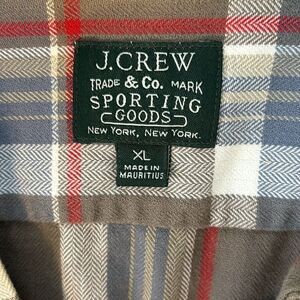 J.CREW
TRADE & Co. MARK
SPORTING
GOODS
NEW YORK, NEW YORK.
XL
MADE IN
MAURITIUS